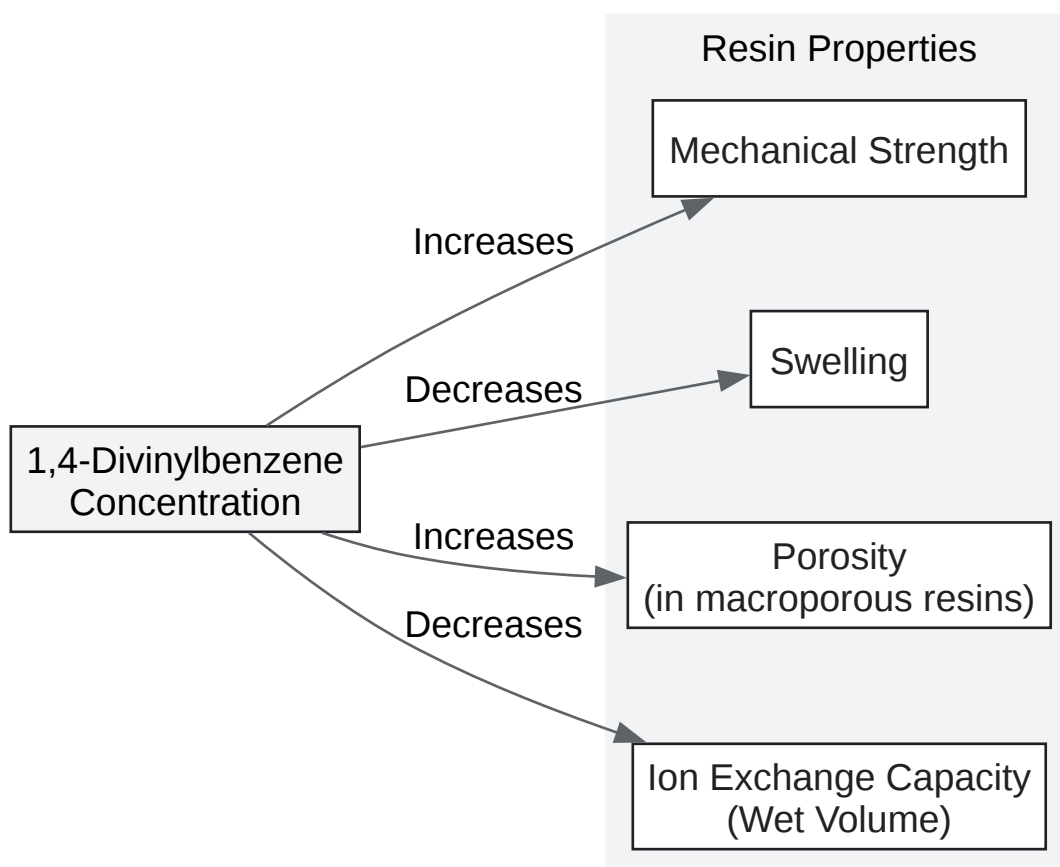 Resin Properties
Mechanical Strength
Increases
Swelling
Decreases
1,4-Divinylbenzene
Concentration
Increases
Porosity
(in macroporous resins)
Decreases
Ion Exchange Capacity
(Wet Volume)